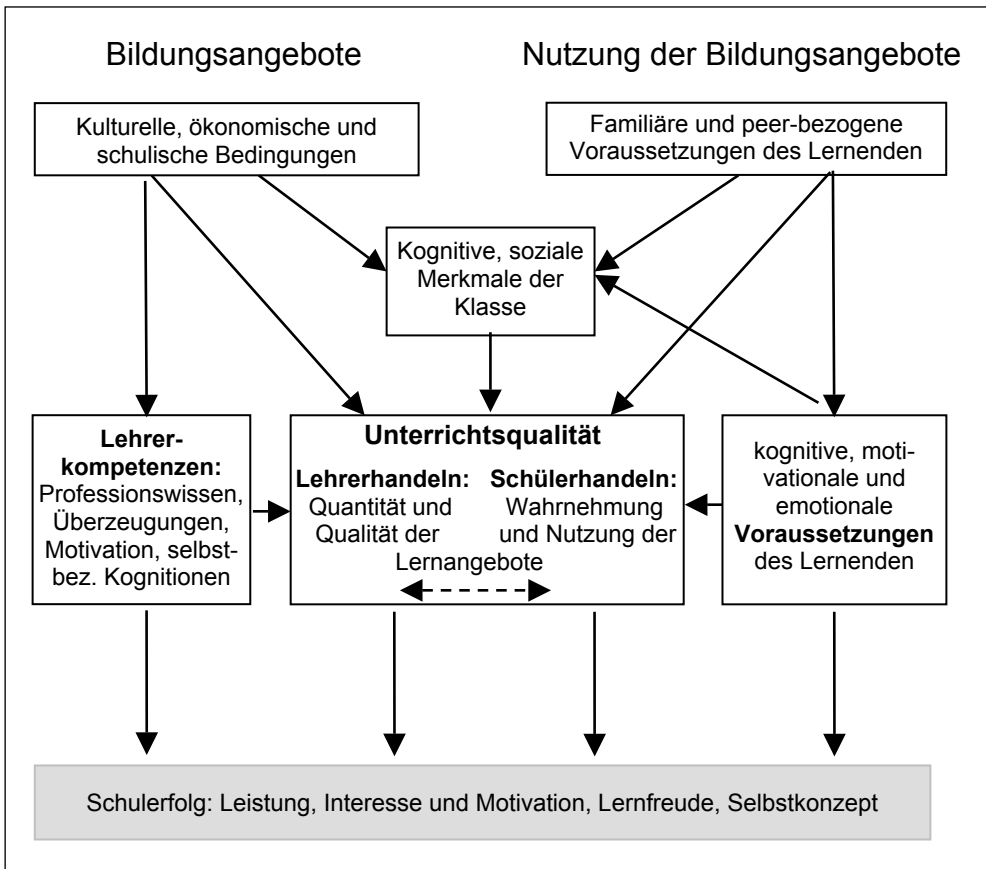 Bildungsangebote
Nutzung der Bildungsangebote
Kulturelle, ökonomische und
schulische Bedingungen
Familiäre und peer-bezogene
Voraussetzungen des Lernenden
Kognitive, soziale
Merkmale der
Klasse
Lehrer-
kompetenzen:
Professionswissen,
Überzeugungen,
Motivation, selbst-
bez. Kognitionen
Unterrichtsqualität
Lehrerhandeln:
Quantität und
Qualität der
Schülerhandeln:
Wahrnehmung
und Nutzung der
Lernangebote
kognitive, moti-
vationale und
emotionale
Voraussetzungen
des Lernenden
Schulerfolg: Leistung, Interesse und Motivation, Lernfreude, Selbstkonzept